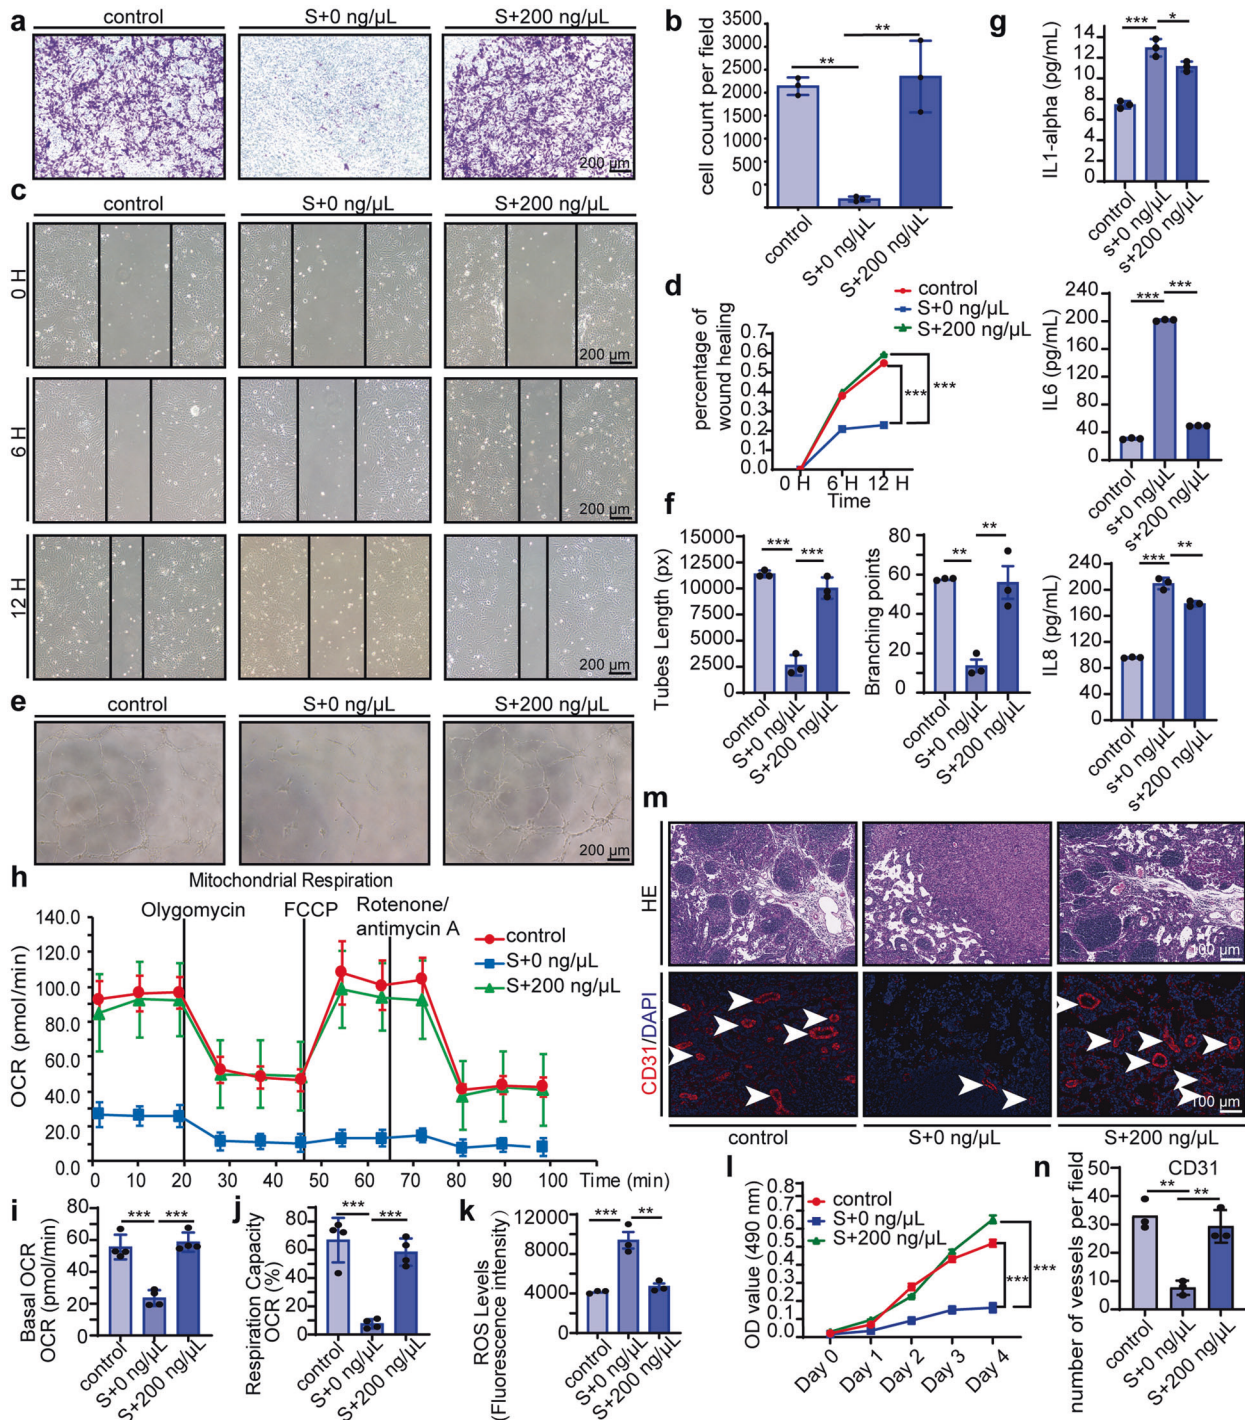 a
control
S+0 ng/µL
S+200 ng/µL
200 µm
b
cell count per field
2500
3000
2500
2000
2500
1000
500
0
**
**
control
S+0 ng/µL
S+200 ng/µL
g
IL1-alpha (pg/mL)
16
14
12
10
8
6
4
2
0
***
*
control
s+0 ng/µL
s+200 ng/µL
c
control
S+0 ng/µL
S+200 ng/µL
0 H
200 µm
6 H
200 µm
12 H
200 µm
d
control
S+0 ng/µL
S+200 ng/µL
percentage of
wound healing
0.8
0.7
0.6
0.5
0.4
0.3
0.2
0.1
0.0
***
***
0 H
6 H
12 H
Time
IL6 (pg/mL)
240
200
160
120
80
40
0
***
***
control
s+0 ng/µL
s+200 ng/µL
e
control
S+0 ng/µL
S+200 ng/µL
200 µm
f
Tubes Length (px)
15000
12500
10000
7500
5000
2500
0
***
***
control
S+0 ng/µL
S+200 ng/µL
Branching points
80
60
40
20
0
**
**
control
S+0 ng/µL
S+200 ng/µL
IL8 (pg/mL)
280
240
200
160
120
80
40
0
***
**
control
s+0 ng/µL
s+200 ng/µL
h
Mitochondrial Respiration
Olygomycin
FCCP
Rotenone/
antimycin A
control
S+0 ng/µL
S+200 ng/µL
OCR (pmol/min)
140.0
120.0
100.0
80.0
60.0
40.0
20.0
0.0
0
10
20
30
40
50
60
70
80
90
100
Time (min)
m
HE
100 µm
CD31/DAPI
100 µm
control
S+0 ng/µL
S+200 ng/µL
i
Basal OCR
OCR (pmol/min)
80
60
40
20
0
***
***
control
S+0 ng/µL
S+200 ng/µL
j
Respiration Capacity
OCR (%)
80
60
40
20
0
***
***
control
S+0 ng/µL
S+200 ng/µL
k
ROS Levels
(Fluorescence intensity)
12000
8000
4000
0
***
**
control
S+0 ng/µL
S+200 ng/µL
l
control
S+0 ng/µL
S+200 ng/µL
OD value (490 nm)
0.8
0.6
0.5
0.4
0.2
0.1
0.0
***
***
Day 0
Day 1
Day 2
Day 3
Day 4
n
CD31
number of vessels per field
50
40
30
20
10
0
**
**
control
S+0 ng/µL
S+200 ng/µL